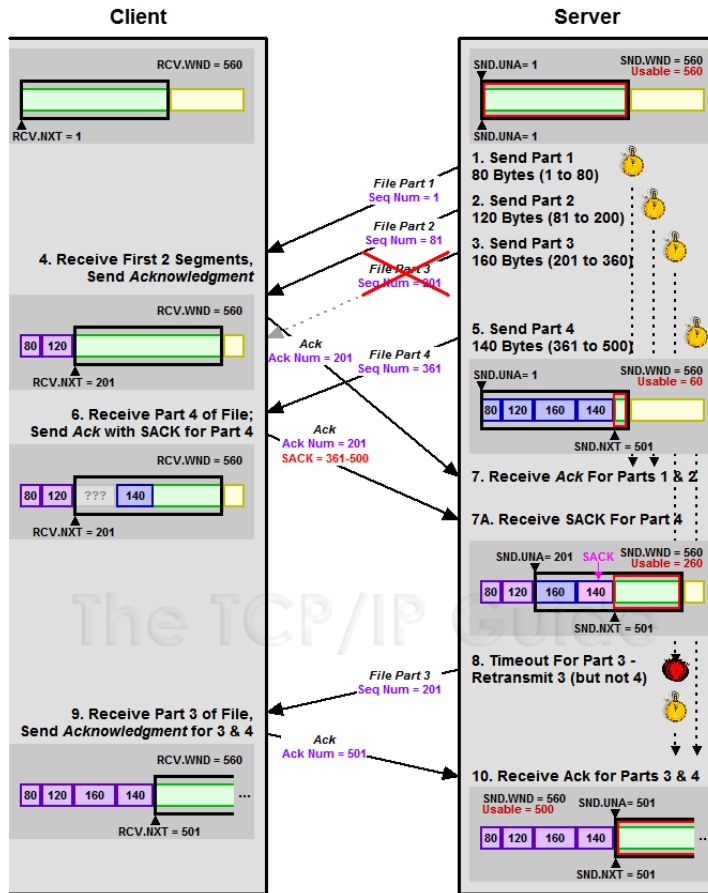 Client
Server
RCV.WND = 560
RCV.NXT = 1
SND.UNA= 1
SND.WND = 560
Usable = 560
SND.UNA= 1
1. Send Part 1
80 Bytes (1 to 80)
File Part 1
Seq Num = 1
2. Send Part 2
120 Bytes (81 to 200)
File Part 2
Seq Num = 81
3. Send Part 3
160 Bytes (201 to 360)
File Part 3
Seq Num = 201
4. Receive First 2 Segments,
Send Acknowledgment
RCV.WND = 560
80 120
RCV.NXT = 201
Ack
Ack Num = 201
5. Send Part 4
140 Bytes (361 to 500)
File Part 4
Seq Num = 361
SND.UNA= 1
SND.WND = 560
Usable = 60
80 120 160 140
SND.NXT = 501
6. Receive Part 4 of File;
Send Ack with SACK for Part 4
Ack
Ack Num = 201
SACK = 361-500
RCV.WND = 560
80 120 ??? 140
RCV.NXT = 201
7. Receive Ack For Parts 1 & 2
7A. Receive SACK For Part 4
SND.UNA= 201
SACK
SND.WND = 560
Usable = 260
80 120 160 140
SND.NXT = 501
The TCP/IP Guide
8. Timeout For Part 3 -
Retransmit 3 (but not 4)
File Part 3
Seq Num = 201
9. Receive Part 3 of File,
Send Acknowledgment for 3 & 4
Ack
Ack Num = 501
RCV.WND = 560
80 120 160 140 ...
RCV.NXT = 501
10. Receive Ack for Parts 3 & 4
SND.WND = 560
Usable = 500
SND.UNA= 501
80 120 160 140 ...
SND.NXT = 501